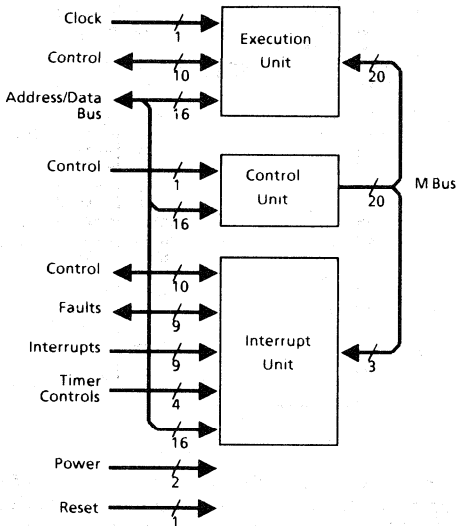 Clock
1
Execution
Unit
Control
10
20
Address/Data
Bus
16
Control
1
Control
Unit
20
M Bus
16
Control
10
Faults
9
Interrupts
9
Interrupt
Unit
3
Timer
Controls
4
16
Power
2
Reset
1